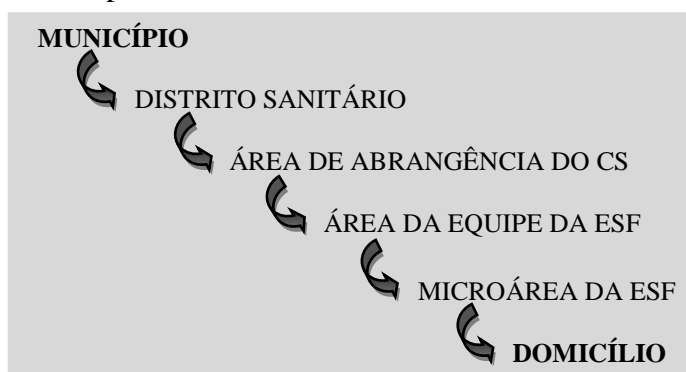 MUNICÍPIO
DISTRITO SANITÁRIO
ÁREA DE ABRANGÊNCIA DO CS
ÁREA DA EQUIPE DA ESF
MICROÁREA DA ESF
DOMICÍLIO